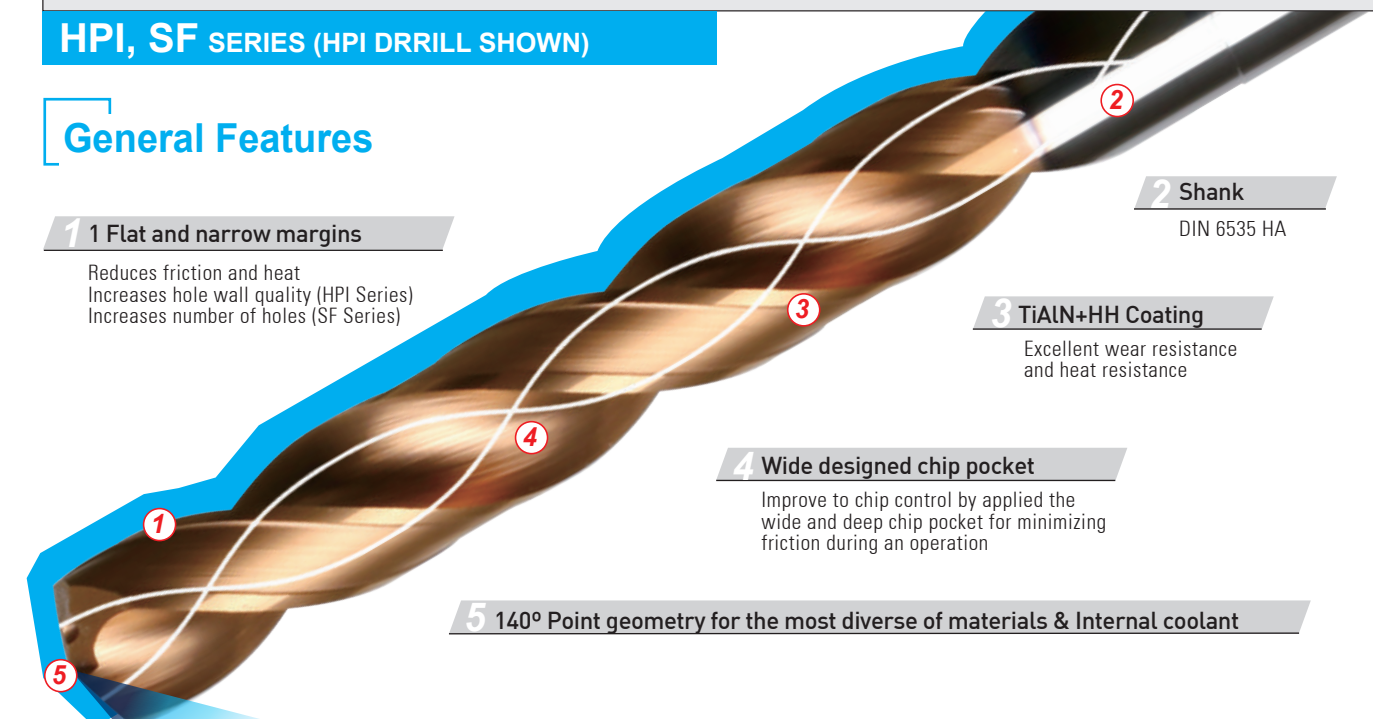 HPI, SF SERIES (HPI DRRILL SHOWN)
General Features
1 1 Flat and narrow margins
Reduces friction and heat
Increases hole wall quality (HPI Series)
Increases number of holes (SF Series)
2 Shank
DIN 6535 HA
3 TiAlN+HH Coating
Excellent wear resistance
and heat resistance
4 Wide designed chip pocket
Improve to chip control by applied the
wide and deep chip pocket for minimizing
friction during an operation
5 140º Point geometry for the most diverse of materials & Internal coolant
2
3
4
1
5